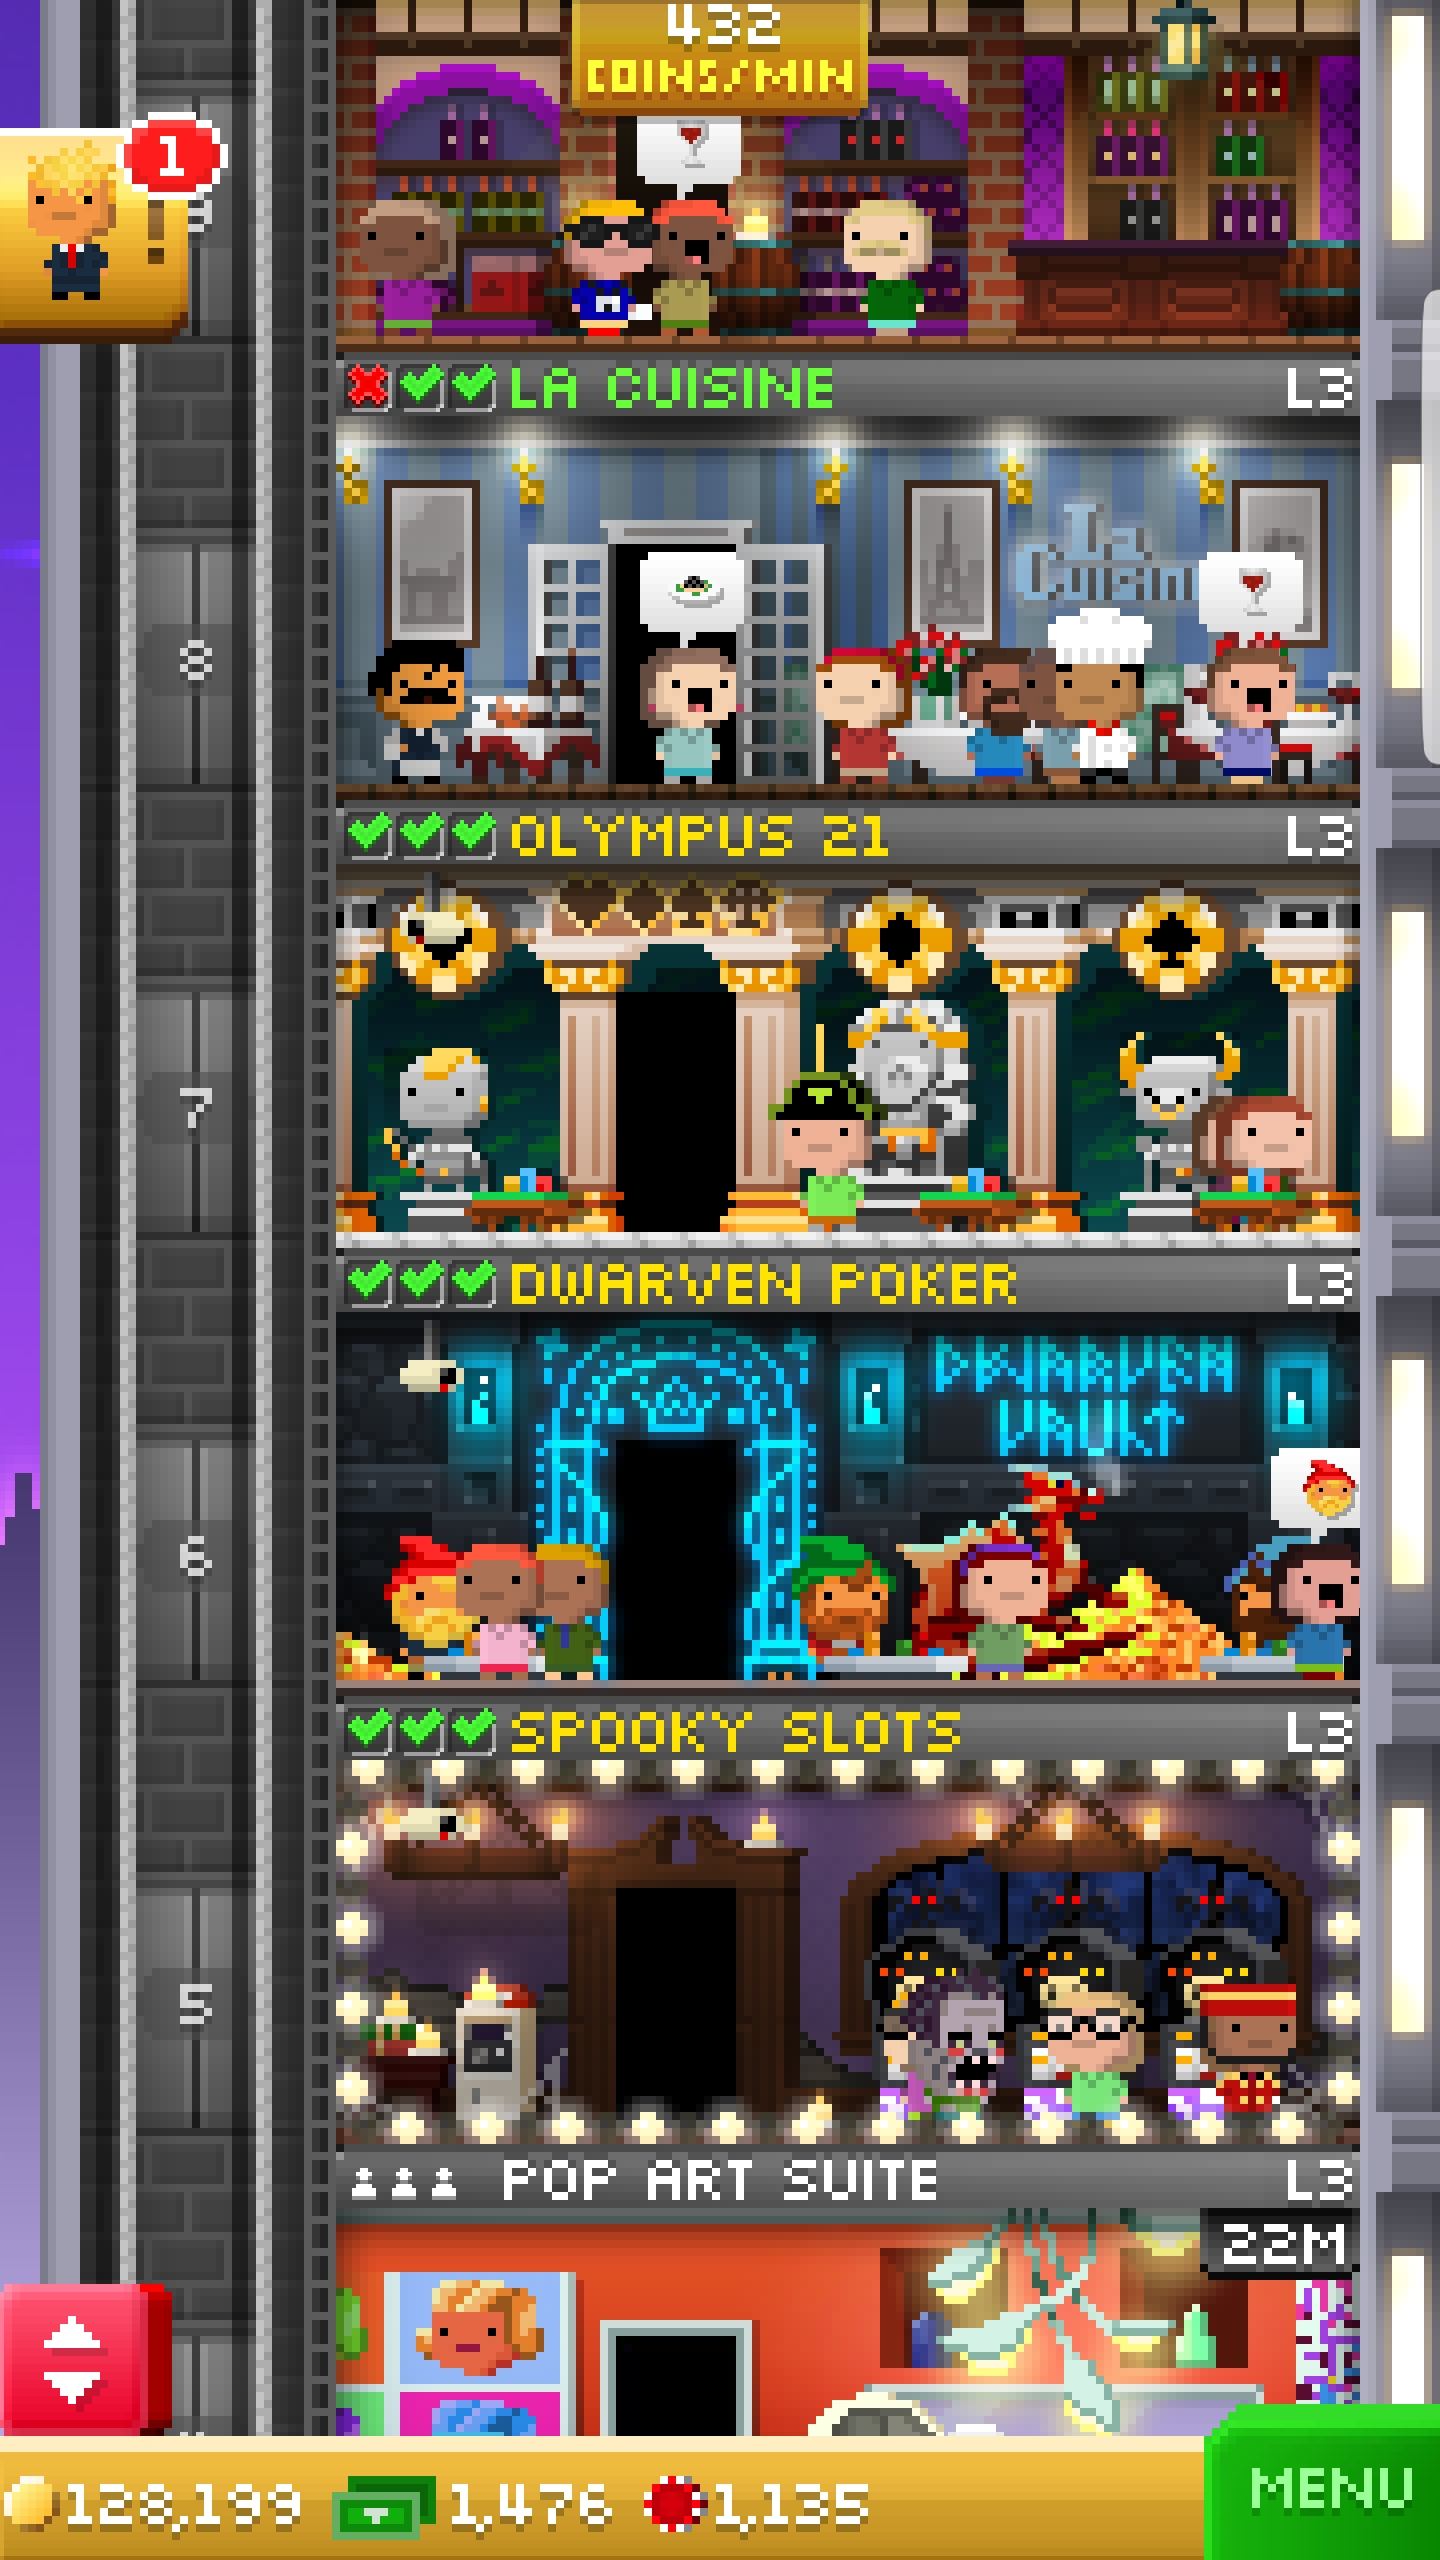 432
COINS/MIN
1
9
LA CUISINE L3
La
Cuisine
8
OLYMPUS 21 L3
7
DWARVEN POKER L3
DWARVEN
VAULT
6
SPOOKY SLOTS L3
5
POP ART SUITE L3
22M
128,199 1,476 1,135
MENU